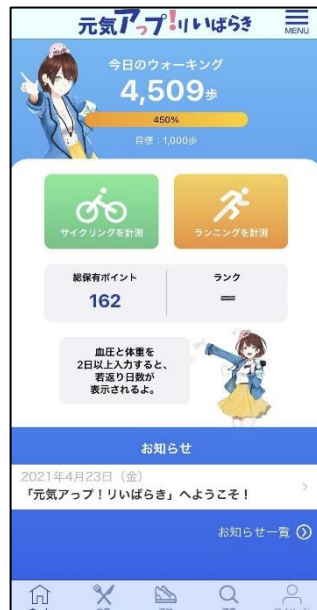 元気アっプ!リいばらき
MENU
今日のウォーキング
4,509歩
450%
目標：1,000歩
サイクリングを計測
ランニングを計測
総保有ポイント
ランク
162
血圧と体重を
2日以上入力すると、
若返り日数が
表示されるよ。
お知らせ
2021年4月23日（金）
「元気アっプ！リいばらき」へようこそ！
お知らせ一覧